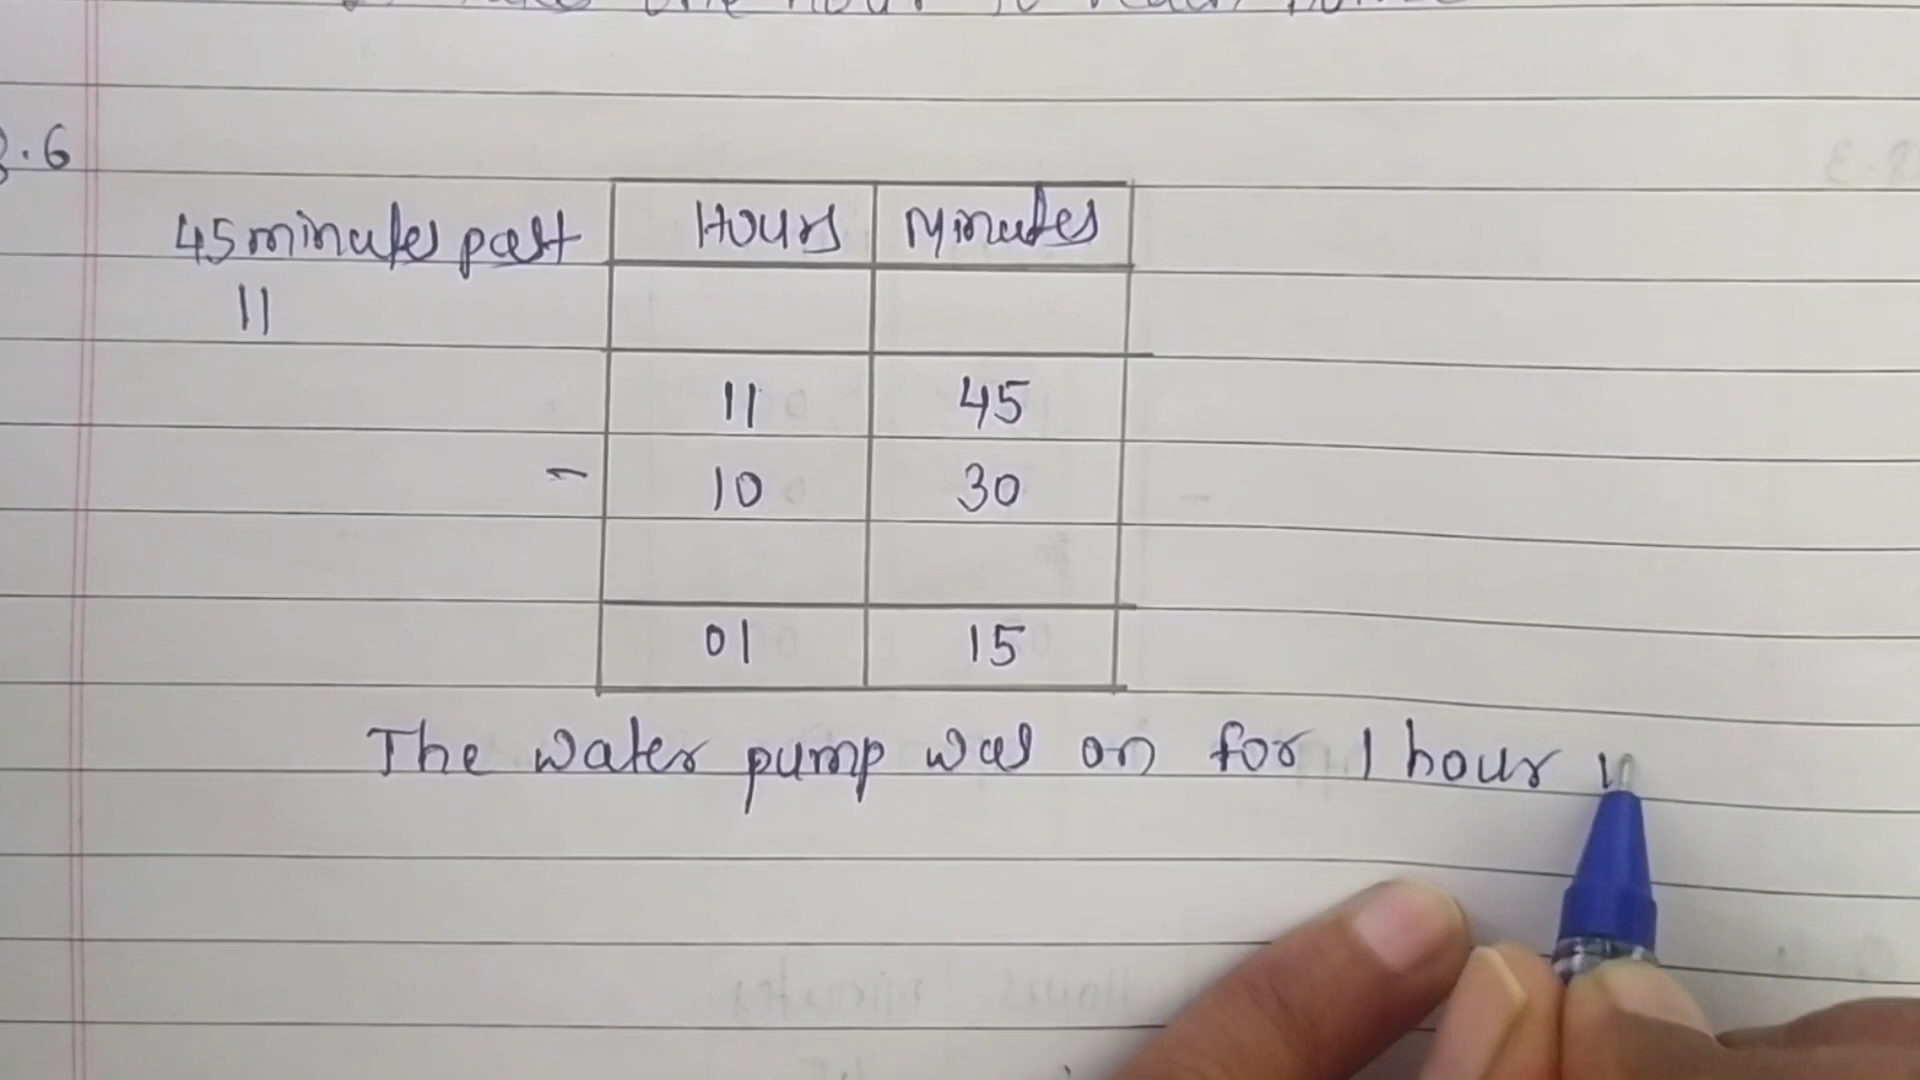 .6
45 minutes past
11
Hours Minutes
11 45
- 10 30
01 15
The water pump was on for 1 hour